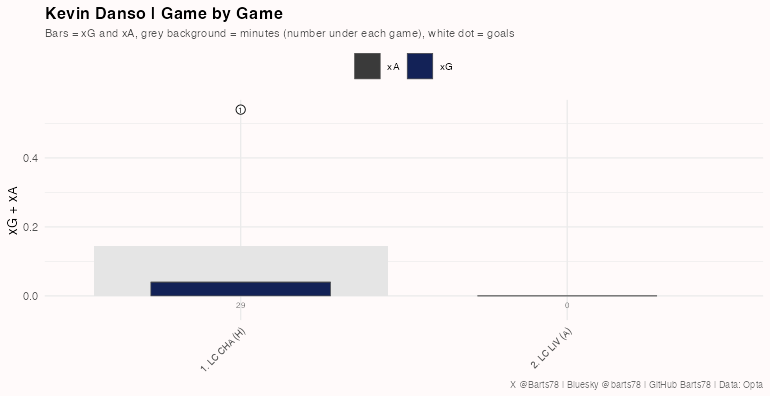 Kevin Danso | Game by Game
Bars = xG and xA, grey background = minutes (number under each game), white dot = goals
xA xG
1
xG + xA
0.4
0.2
0.0
29 0
1. LC CHA (H) 2. LC LIV (A)
X @Barts78 | Bluesky @barts78 | GitHub Barts78 | Data: Opta